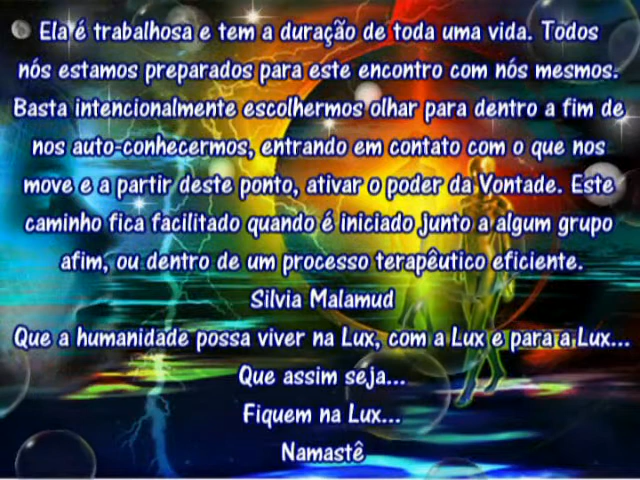 Ela é trabalhosa e tem a duração de toda uma vida. Todos
nós estamos preparados para este encontro com nós mesmos.
Basta intencionalmente escolhermos olhar para dentro a fim de
nos auto-conhecermos, entrando em contato com o que nos
move e a partir deste ponto, ativar o poder da Vontade. Este
caminho fica facilitado quando é iniciado junto a algum grupo
afim, ou dentro de um processo terapêutico eficiente.
Silvia Malamud
Que a humanidade possa viver na Lux, com a Lux e para a Lux...
Que assim seja...
Fiquem na Lux...
Namastê